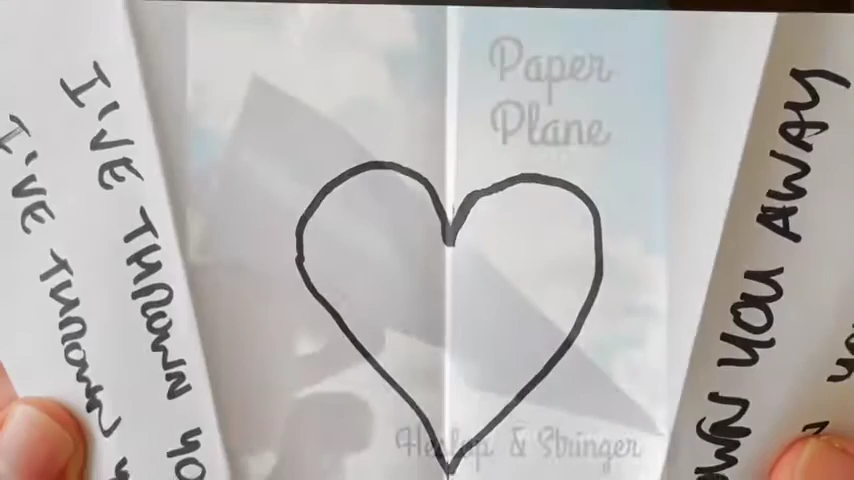 I'VE THROWN
I'VE THROWN YO
Paper
Plane
Heslop & Stringer
OWN YOU AWAY